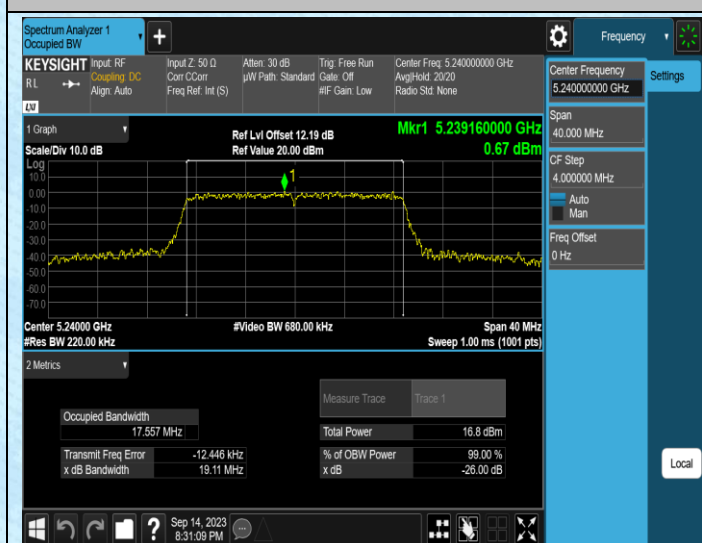 Spectrum Analyzer 1
Occupied BW
+
Frequency
KEYSIGHT
RL
LXI
Input: RF
Coupling: DC
Align: Auto
Input Z: 50 Ω
Corr CCorr
Freq Ref: Int (S)
Atten: 30 dB
µW Path: Standard
Trig: Free Run
Gate: Off
#IF Gain: Low
Center Freq: 5.240000000 GHz
Avg|Hold: 20/20
Radio Std: None
Center Frequency
5.240000000 GHz
Settings
Span
40.000 MHz
CF Step
4.000000 MHz
Auto
Man
Freq Offset
0 Hz
1 Graph
Scale/Div 10.0 dB
Ref Lvl Offset 12.19 dB
Ref Value 20.00 dBm
Mkr1 5.239160000 GHz
0.67 dBm
Log
10.0
0.00
-10.0
-20.0
-30.0
-40.0
-50.0
-60.0
-70.0
1
Center 5.24000 GHz
#Res BW 220.00 kHz
#Video BW 680.00 kHz
Span 40 MHz
Sweep 1.00 ms (1001 pts)
2 Metrics
Measure Trace
Trace 1
Occupied Bandwidth
17.557 MHz
Total Power 16.8 dBm
Transmit Freq Error -12.446 kHz
% of OBW Power 99.00 %
x dB Bandwidth 19.11 MHz
x dB -26.00 dB
Local
?
Sep 14, 2023
8:31:09 PM